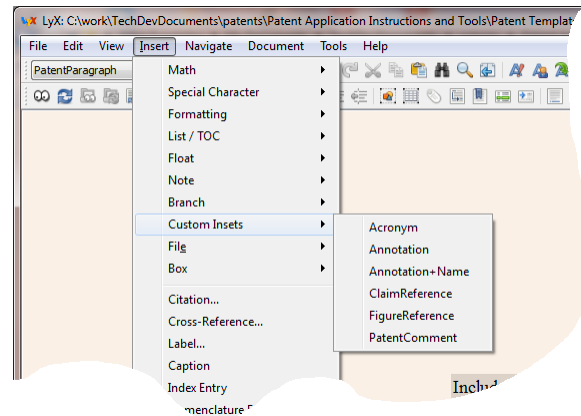 LyX: C:\work\TechDevDocuments\patents\Patent Application Instructions and Tools\Patent
File Edit View Insert Navigate Document Tools Help
PatentParagraph
Math
Special Character
Formatting
List / TOC
Float
Note
Branch
Custom Insets
Acronym
File
Annotation
Box
Annotation+Name
ClaimReference
Citation...
FigureReference
Cross-Reference...
PatentComment
Label...
Caption
Index Entry